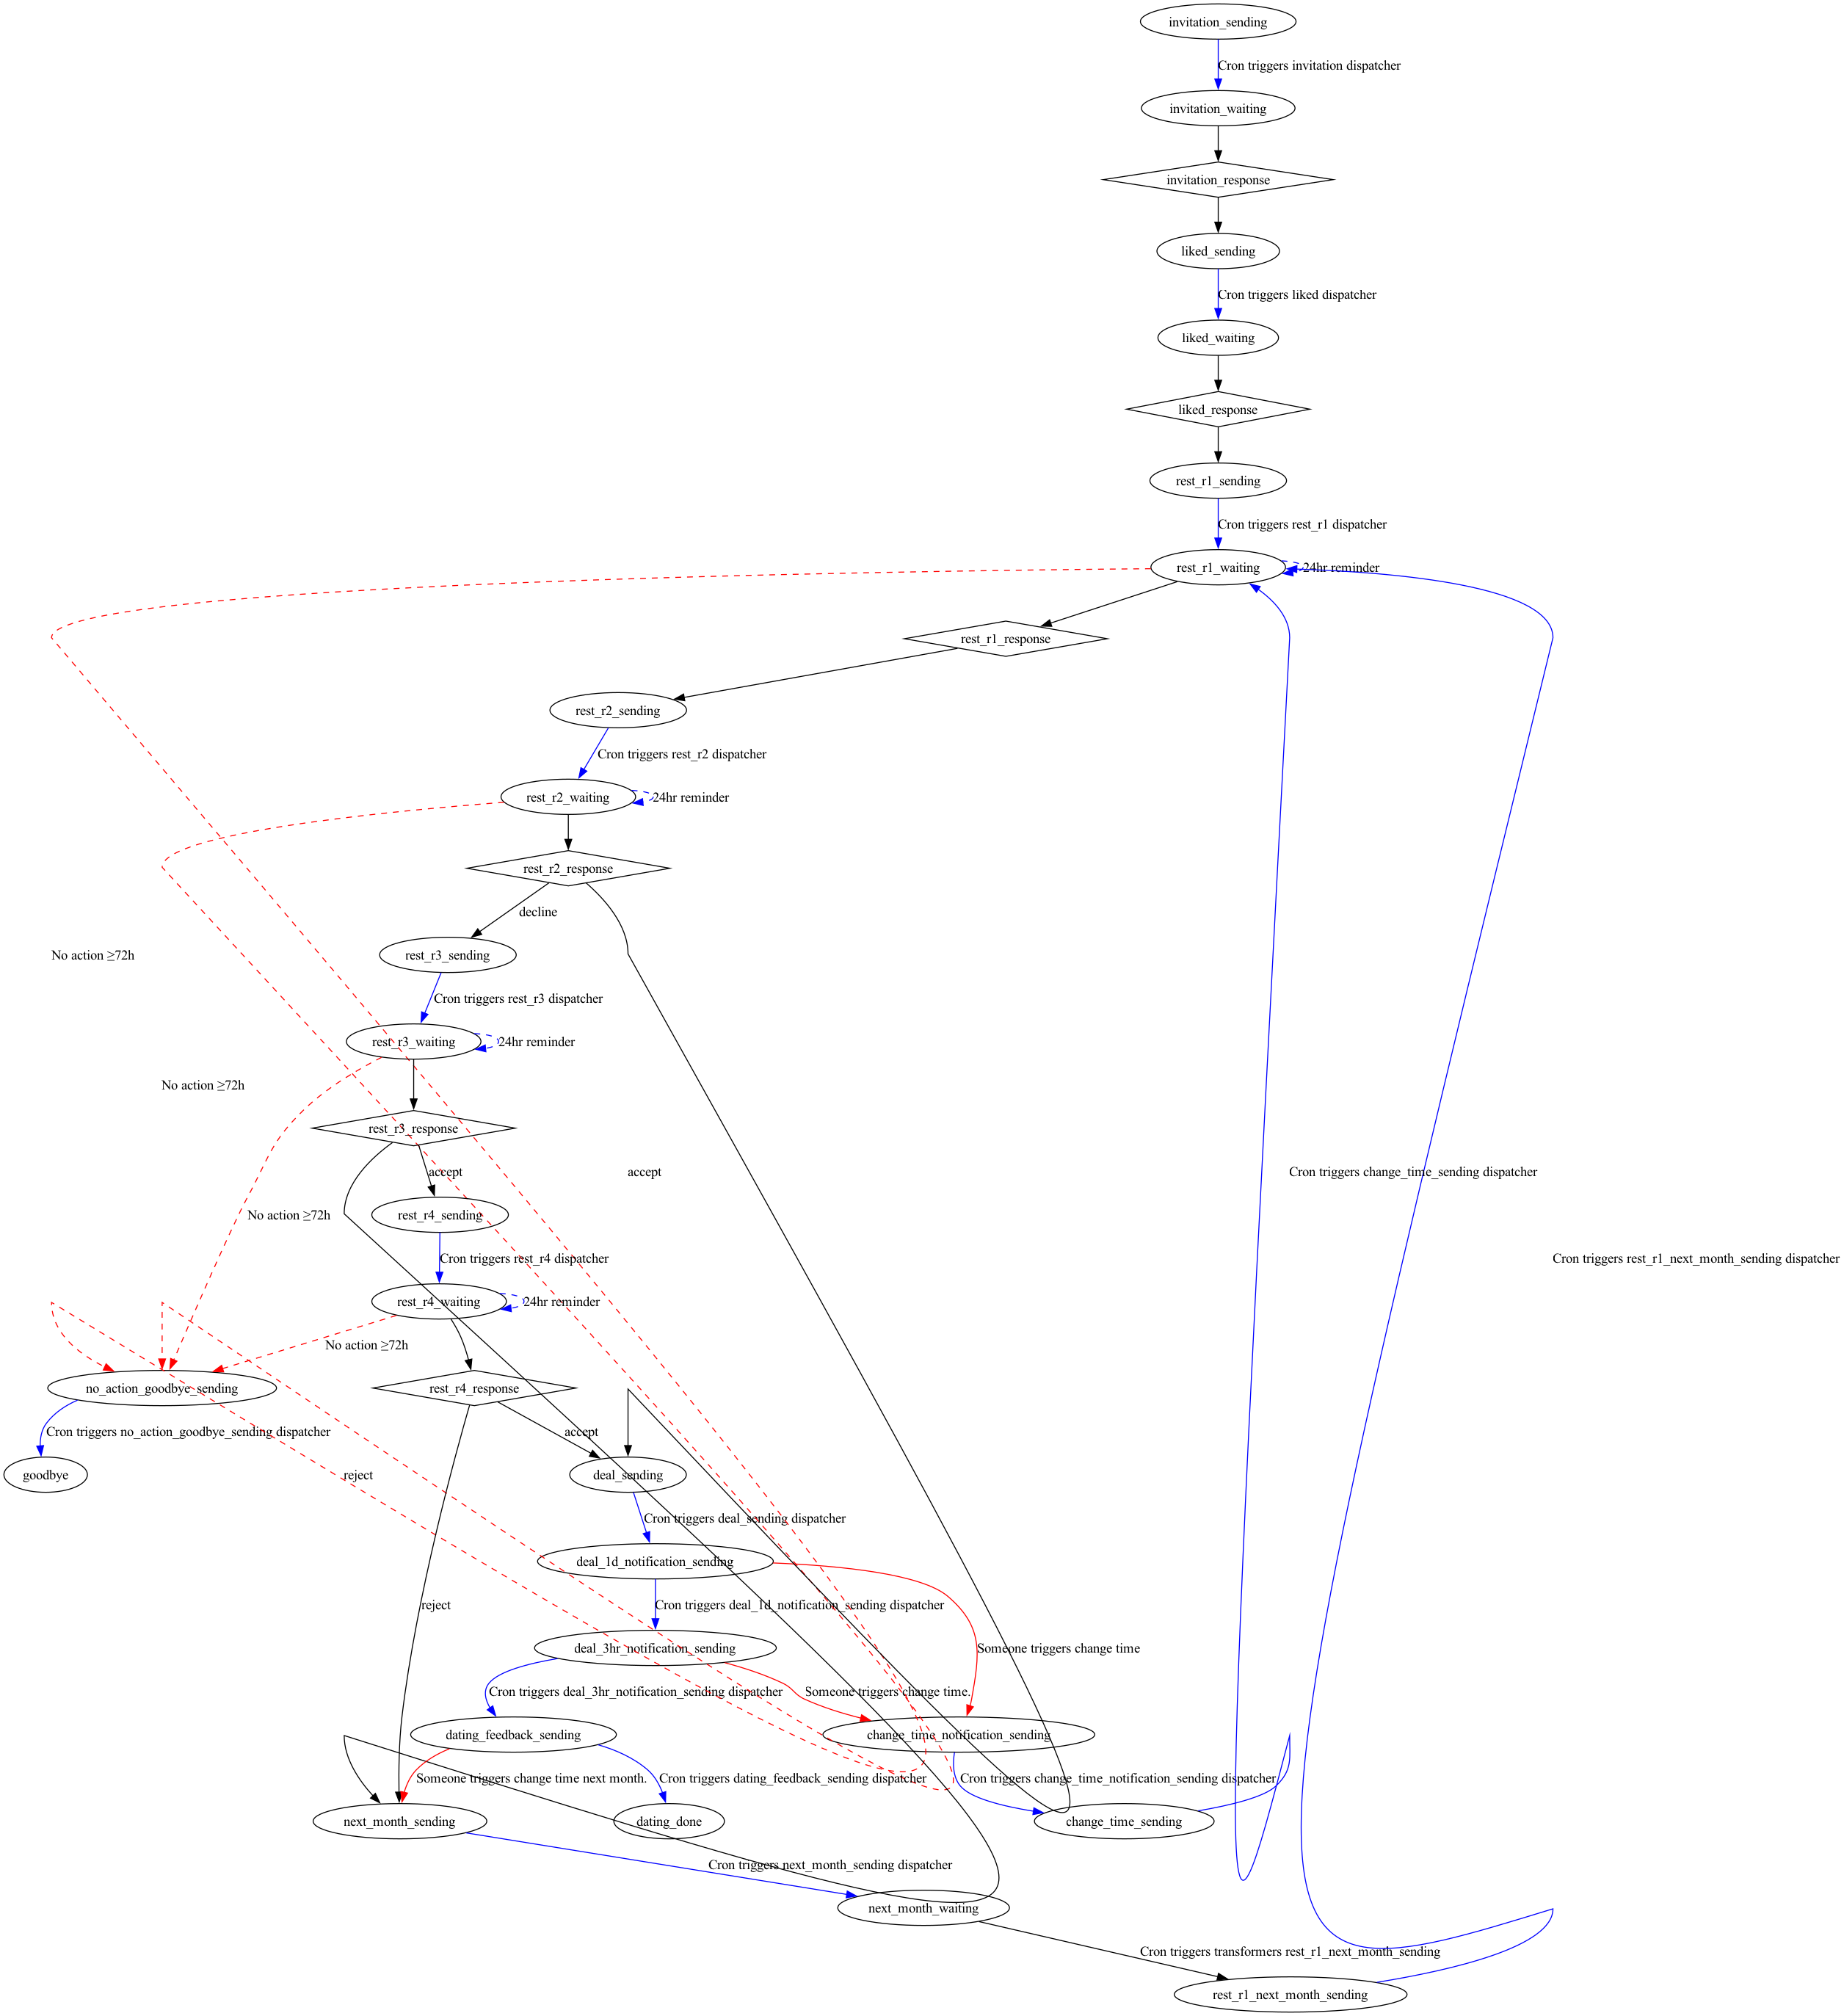 invitation_sending
Cron triggers invitation dispatcher
invitation_waiting
invitation_response
liked_sending
Cron triggers liked dispatcher
liked_waiting
liked_response
rest_r1_sending
Cron triggers rest_r1 dispatcher
rest_r1_waiting
24hr reminder
rest_r1_response
rest_r2_sending
Cron triggers rest_r2 dispatcher
rest_r2_waiting
24hr reminder
rest_r2_response
decline
rest_r3_sending
No action ≥72h
Cron triggers rest_r3 dispatcher
rest_r3_waiting
24hr reminder
No action ≥72h
rest_r3_response
accept
accept
Cron triggers change_time_sending dispatcher
No action ≥72h
rest_r4_sending
Cron triggers rest_r4 dispatcher
Cron triggers rest_r1_next_month_sending dispatcher
rest_r4_waiting
24hr reminder
No action ≥72h
no_action_goodbye_sending
rest_r4_response
Cron triggers no_action_goodbye_sending dispatcher
accept
goodbye
reject
deal_sending
Cron triggers deal_sending dispatcher
deal_1d_notification_sending
reject
Cron triggers deal_1d_notification_sending dispatcher
deal_3hr_notification_sending
Someone triggers change time
Cron triggers deal_3hr_notification_sending dispatcher
Someone triggers change time.
dating_feedback_sending
change_time_notification_sending
Someone triggers change time next month.
Cron triggers dating_feedback_sending dispatcher
Cron triggers change_time_notification_sending dispatcher
next_month_sending
dating_done
change_time_sending
Cron triggers next_month_sending dispatcher
next_month_waiting
Cron triggers transformers rest_r1_next_month_sending
rest_r1_next_month_sending